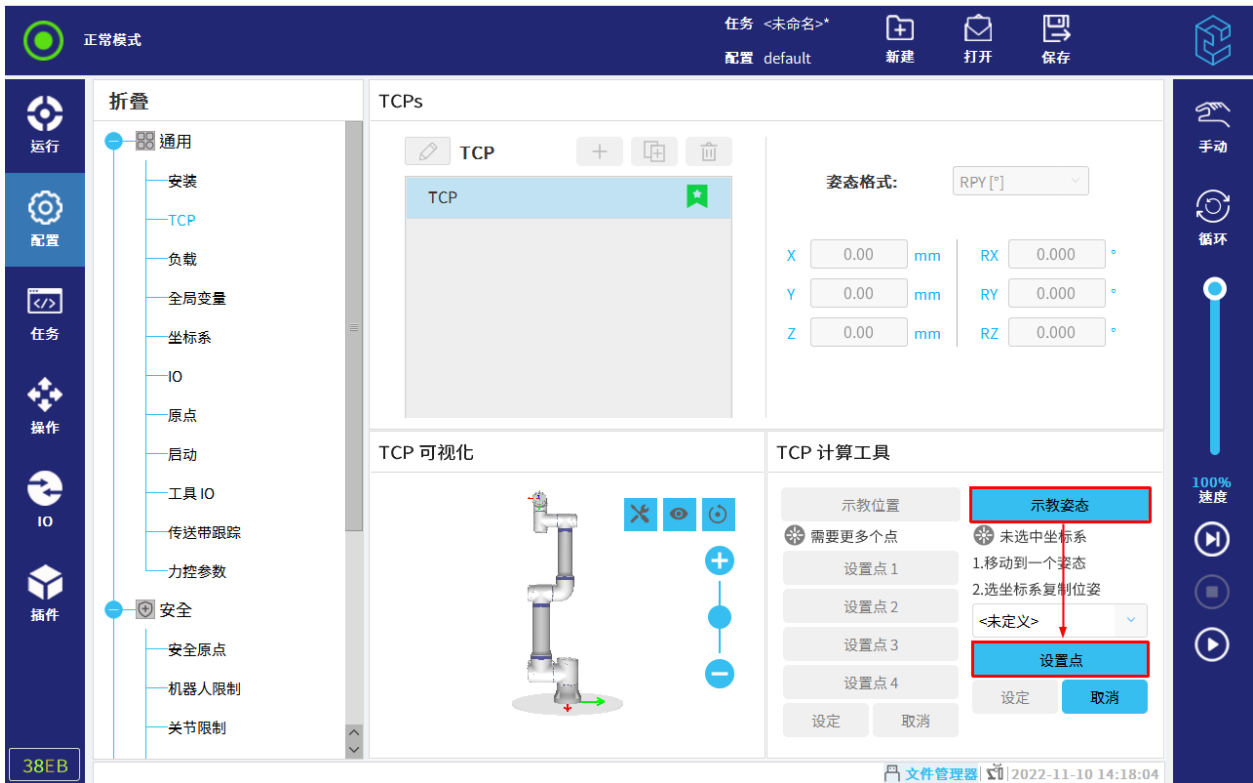 正常模式
任务 <未命名>*
配置 default
新建
打开
保存
运行
配置
任务
操作
IO
插件
38EB
折叠
通用
安装
TCP
负载
全局变量
坐标系
IO
原点
启动
工具 IO
传送带跟踪
力控参数
安全
安全原点
机器人限制
关节限制
TCPs
TCP
TCP
姿态格式:
RPY [°]
X 0.00 mm RX 0.000 °
Y 0.00 mm RY 0.000 °
Z 0.00 mm RZ 0.000 °
TCP 可视化
TCP 计算工具
示教位置
需要更多个点
设置点 1
设置点 2
设置点 3
设置点 4
设定 取消
示教姿态
未选中坐标系
1.移动到一个姿态
2.选坐标系复制位姿
<未定义>
设置点
设定 取消
手动
循环
100%
速度
文件管理器 2022-11-10 14:18:04